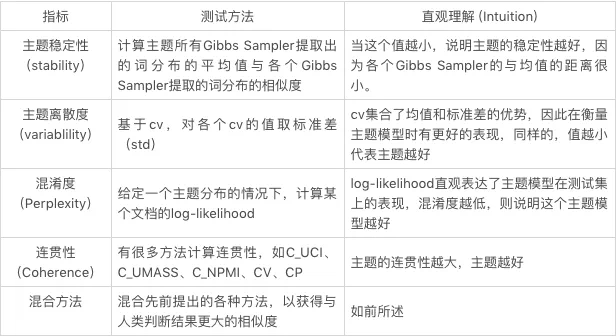 指标
测试方法
直观理解 (Intuition)
主题稳定性
(stability)
计算主题所有Gibbs Sampler提取出
的词分布的平均值与各个Gibbs
Sampler提取的词分布的相似度
当这个值越小，说明主题的稳定性越好，因
为各个Gibbs Sampler的与均值的距离很
小。
主题离散度
(variablility)
基于cv，对各个cv的值取标准差
（std）
cv集合了均值和标准差的优势，因此在衡量
主题模型时有更好的表现，同样的，值越小
代表主题越好
混淆度
(Perplexity)
给定一个主题分布的情况下，计算某
个文档的log-likelihood
log-likelihood直观表达了主题模型在测试集
上的表现，混淆度越低，则说明这个主题模
型越好
连贯性
（Coherence）
有很多方法计算连贯性，如C_UCI、
C_UMASS、C_NPMI、CV、CP
主题的连贯性越大，主题越好
混合方法
混合先前提出的各种方法，以获得与
人类判断结果更大的相似度
如前所述